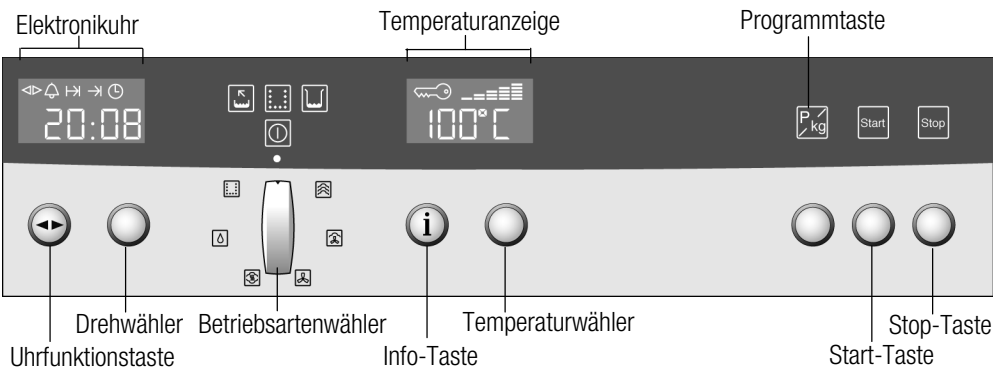 Elektronikuhr
Temperaturanzeige
Programmtaste
20:08
100°C
P/kg
Start
Stop
i
Drehwähler
Betriebsartenwähler
Temperaturwähler
Stop-Taste
Uhrfunktionstaste
Info-Taste
Start-Taste